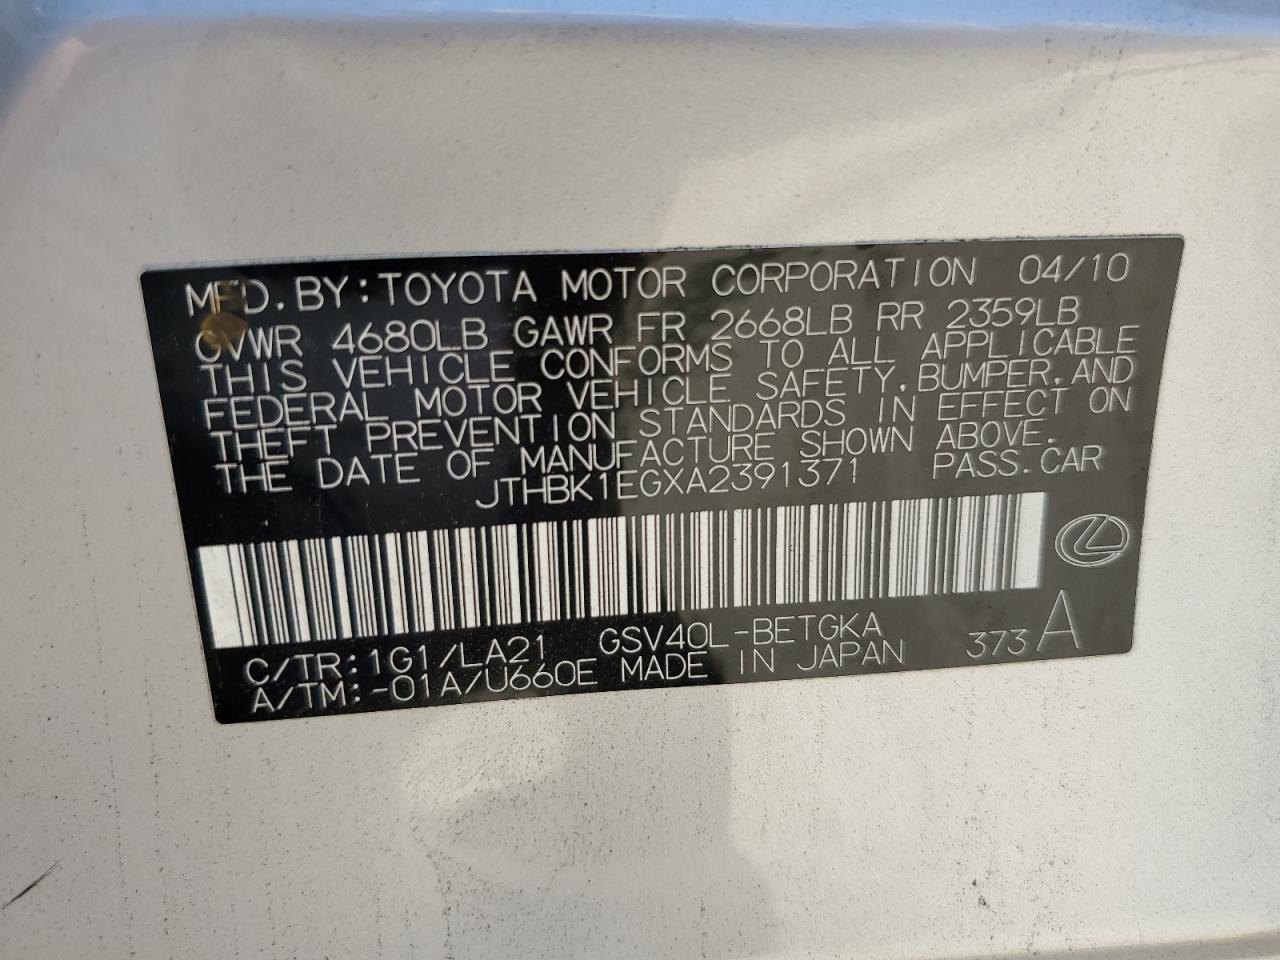 MFD. BY: TOYOTA MOTOR CORPORATION 04/10
GVWR 4680LB GAWR FR 2668LB RR 2359LB
THIS VEHICLE CONFORMS TO ALL APPLICABLE
FEDERAL MOTOR VEHICLE SAFETY, BUMPER, AND
THEFT PREVENTION STANDARDS IN EFFECT ON
THE DATE OF MANUFACTURE SHOWN ABOVE.
JTHBK1EGXA2391371 PASS. CAR
C/TR: 1G1/LA21 GSV40L-BETGKA
A/TM: -01A/U660E MADE IN JAPAN 373 A